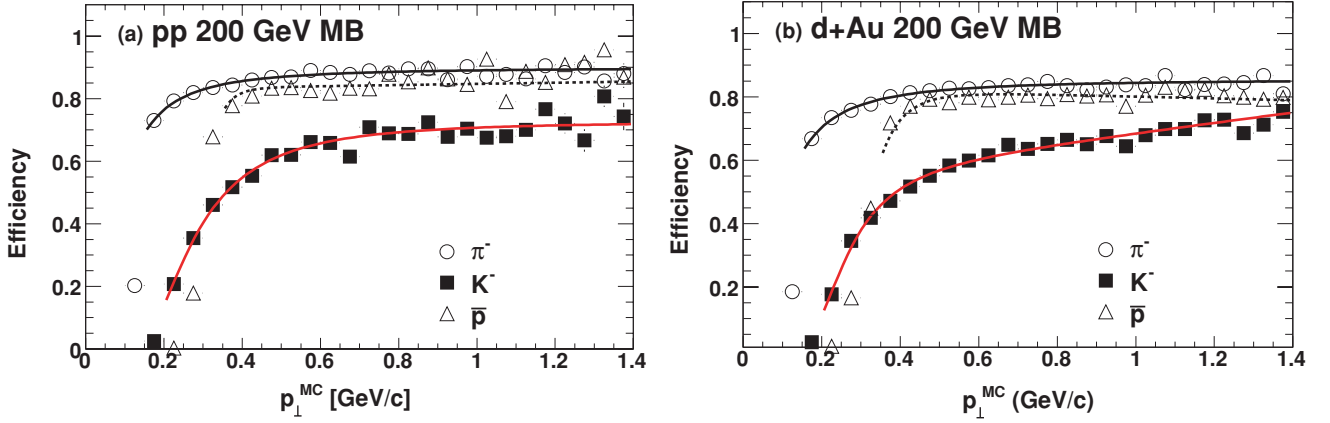 (a) pp 200 GeV MB
Efficiency
1
0.8
0.6
0.4
0.2
0
π⁻
K⁻
p̅
0 0.2 0.4 0.6 0.8 1 1.2 1.4
p⊥^MC [GeV/c]
(b) d+Au 200 GeV MB
Efficiency
1
0.8
0.6
0.4
0.2
π⁻
K⁻
p̅
0 0.2 0.4 0.6 0.8 1 1.2 1.4
p⊥^MC (GeV/c)